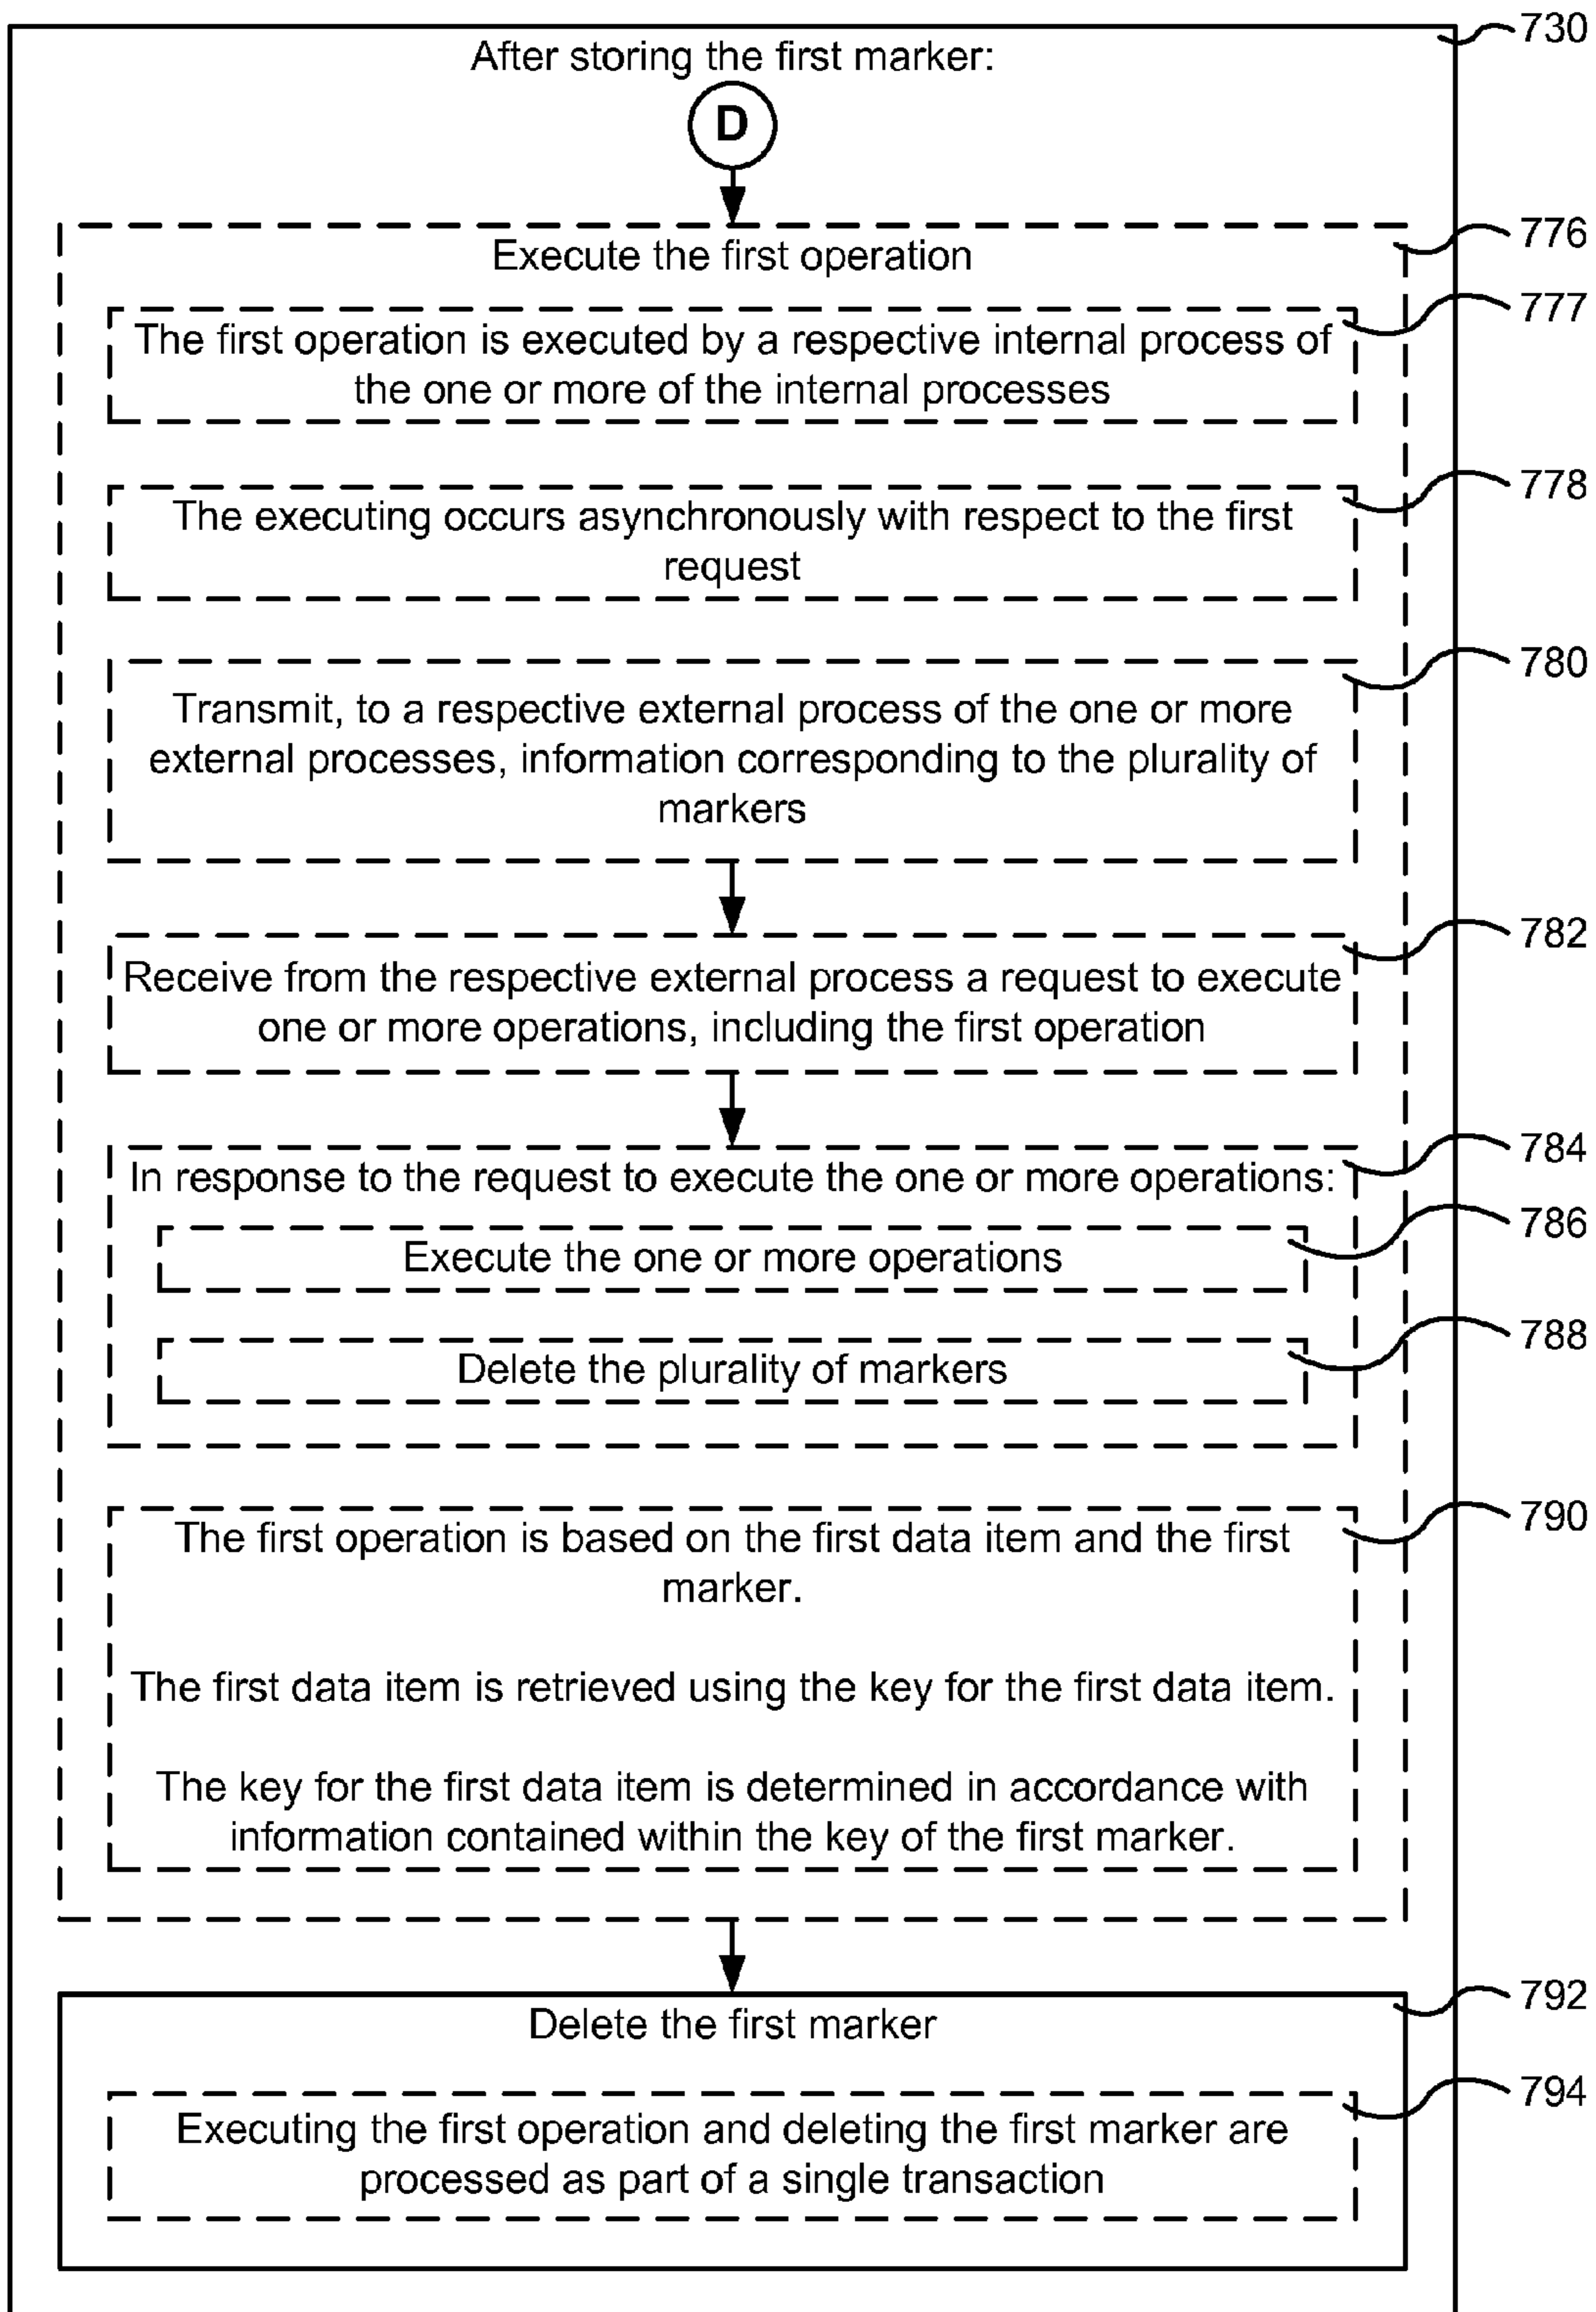 730
After storing the first marker:
D
776
Execute the first operation
777
The first operation is executed by a respective internal process of
the one or more of the internal processes
778
The executing occurs asynchronously with respect to the first
request
780
Transmit, to a respective external process of the one or more
external processes, information corresponding to the plurality of
markers
782
Receive from the respective external process a request to execute
one or more operations, including the first operation
784
In response to the request to execute the one or more operations:
786
Execute the one or more operations
788
Delete the plurality of markers
790
The first operation is based on the first data item and the first
marker.
The first data item is retrieved using the key for the first data item.
The key for the first data item is determined in accordance with
information contained within the key of the first marker.
792
Delete the first marker
794
Executing the first operation and deleting the first marker are
processed as part of a single transaction